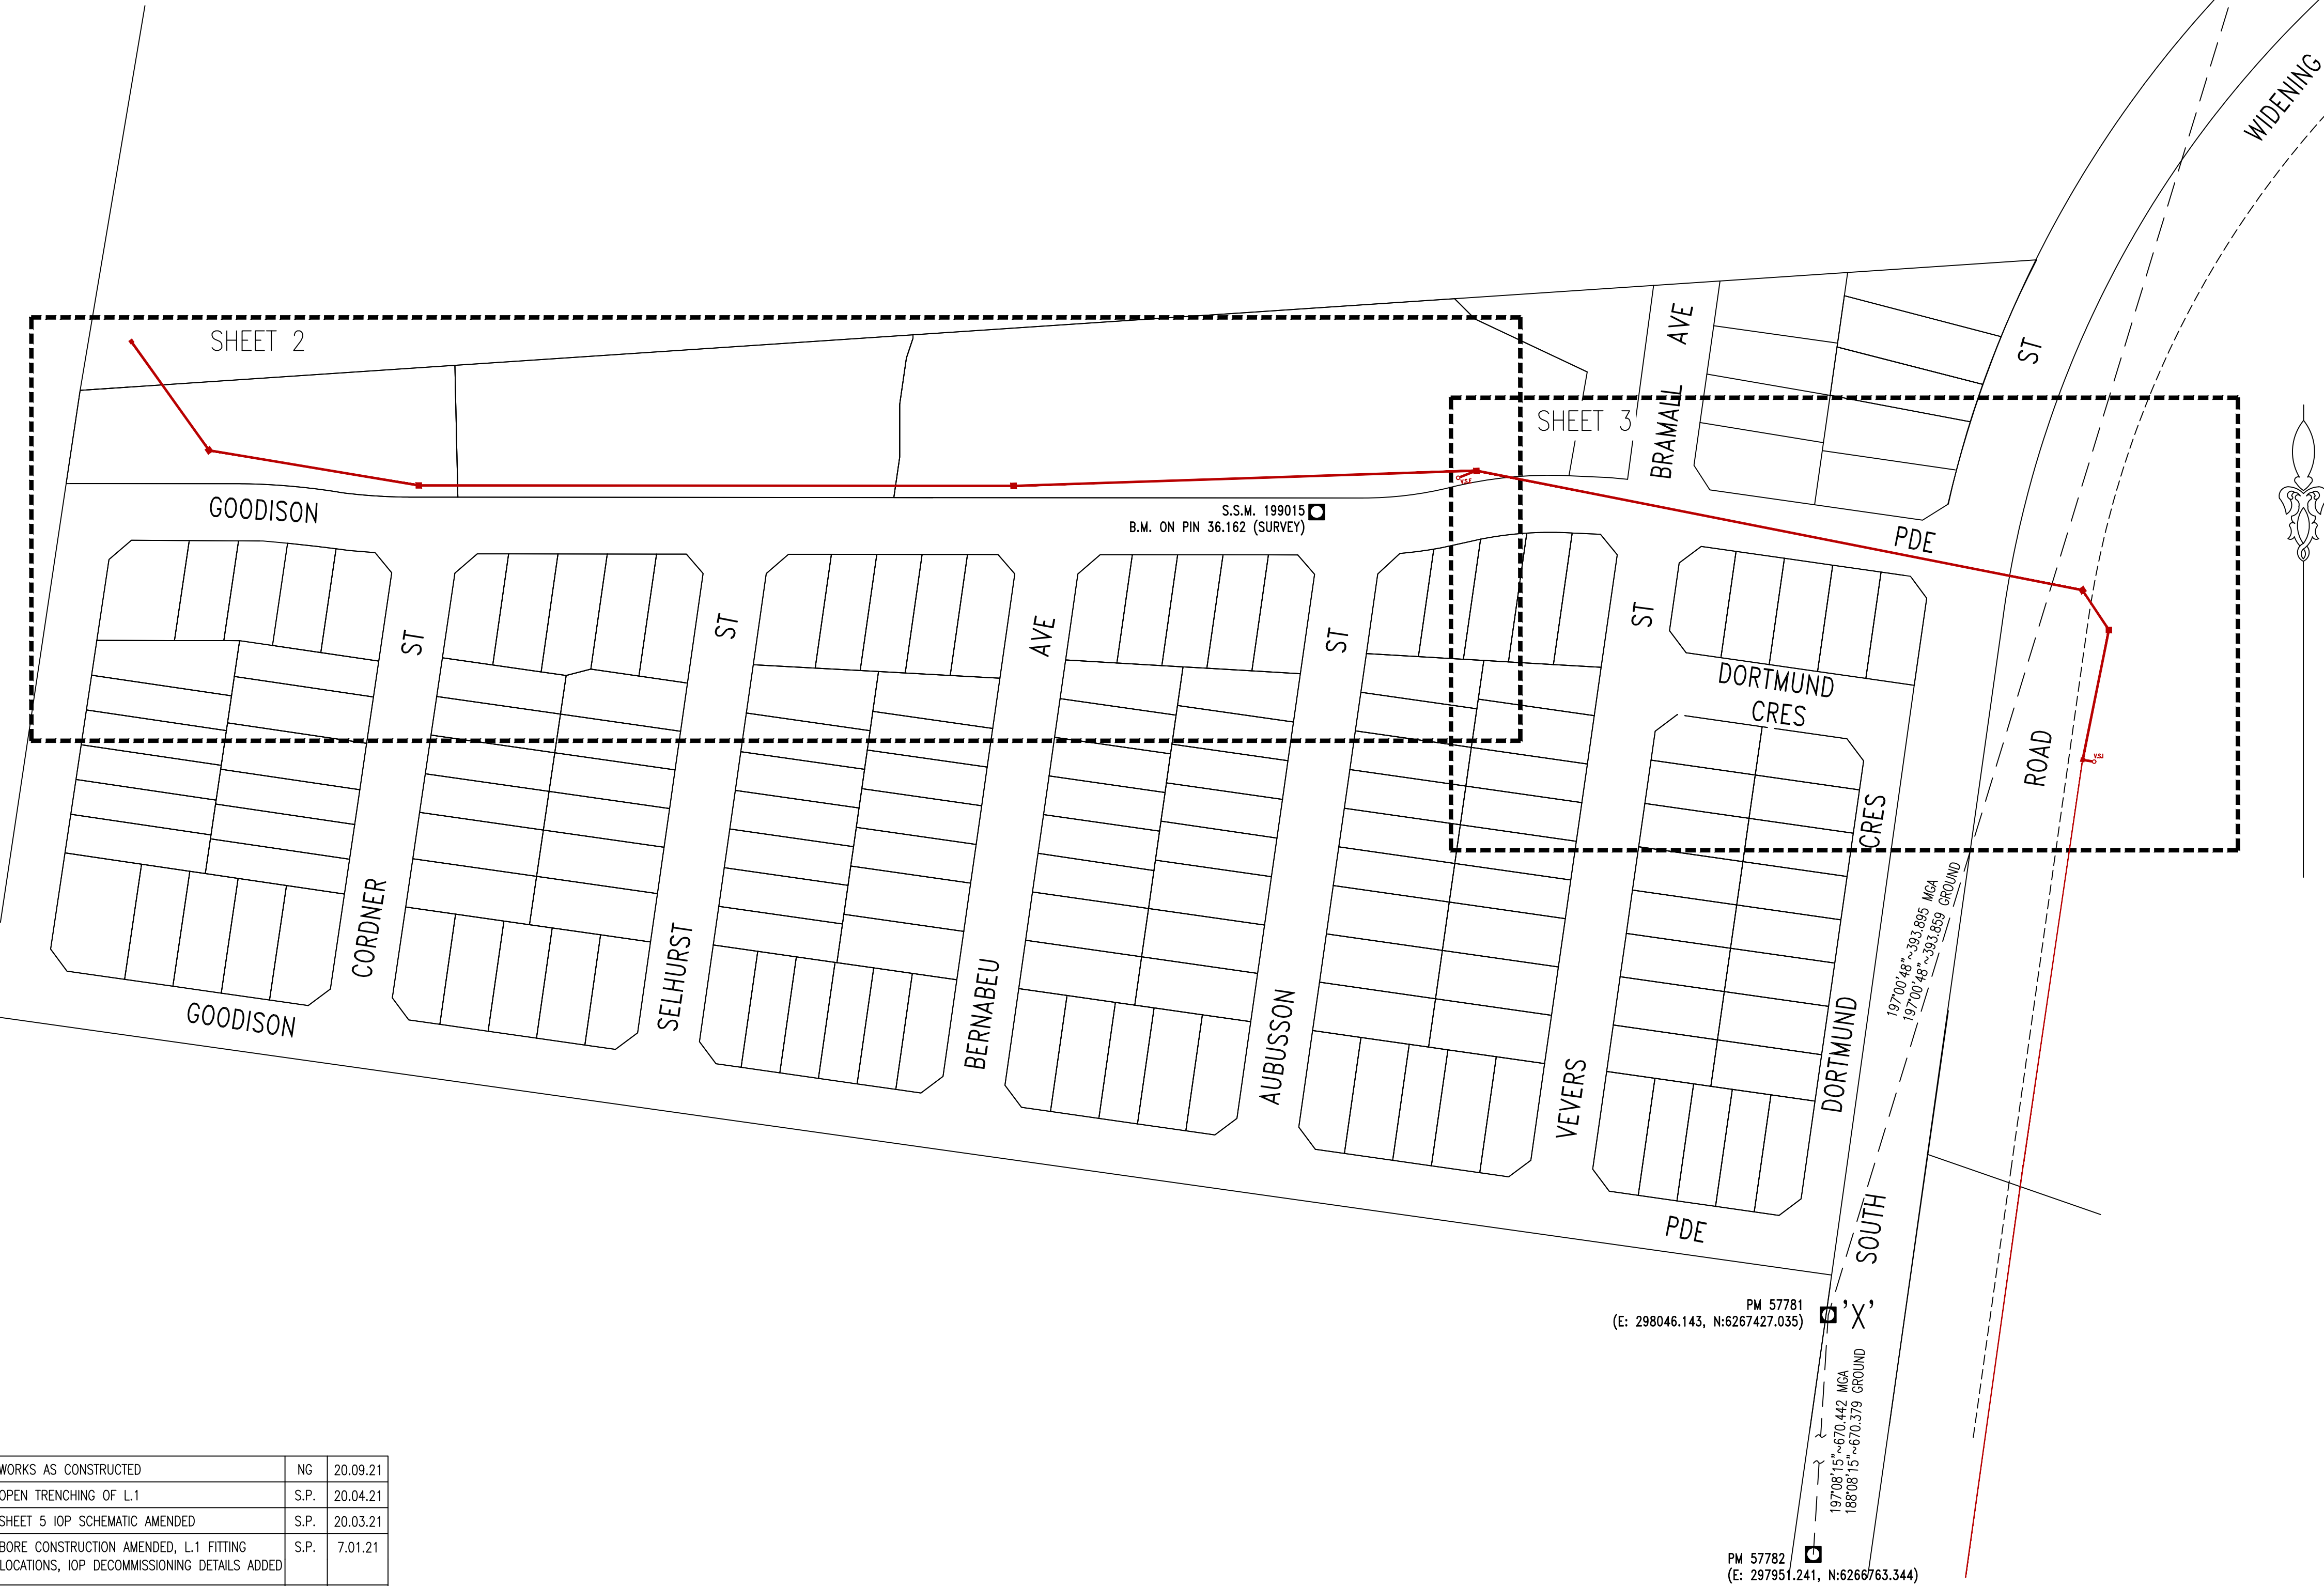 WIDENING
SHEET 2
AVE
ST
SHEET 3
BRAMALL
V.S.F
GOODISON
S.S.M. 199015
B.M. ON PIN 36.162 (SURVEY)
PDE
ST
ST
AVE
ST
ST
DORTMUND
CRES
ROAD
V.S.J
CRES
CORDNER
SELHURST
BERNABEU
AUBUSSON
VEVERS
DORTMUND
197°00'48"~393.895 MGA
197°00'48"~393.859 GROUND
GOODISON
PDE
SOUTH
PM 57781
(E: 298046.143, N:6267427.035)
'X'
197°08'15"~670.442 MGA
188°08'15"~670.379 GROUND
WORKS AS CONSTRUCTED NG 20.09.21
OPEN TRENCHING OF L.1 S.P. 20.04.21
SHEET 5 IOP SCHEMATIC AMENDED S.P. 20.03.21
BORE CONSTRUCTION AMENDED, L.1 FITTING S.P. 7.01.21
LOCATIONS, IOP DECOMMISSIONING DETAILS ADDED
PM 57782
(E: 297951.241, N:6266763.344)